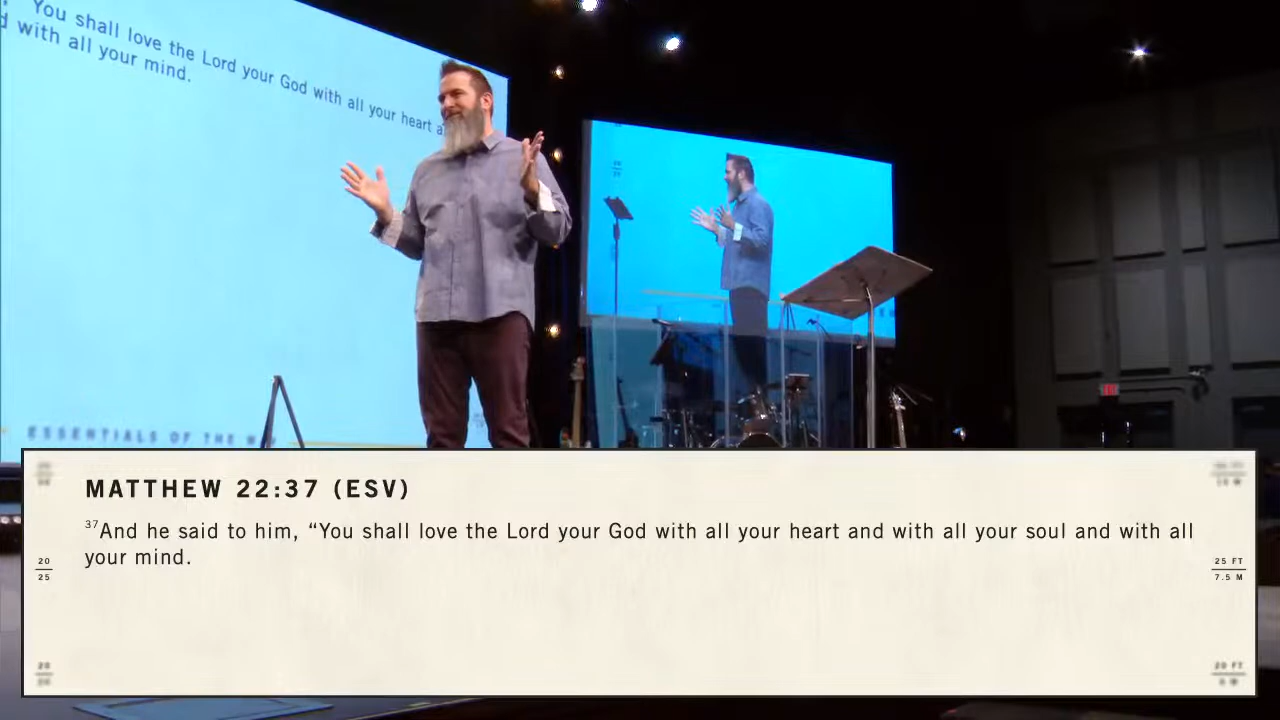 You shall love the Lord your God with all your heart a
d with all your mind.
ESSENTIALS OF THE W
MATTHEW 22:37 (ESV)
37And he said to him, “You shall love the Lord your God with all your heart and with all your soul and with all
your mind.
20
25
25 FT
7.5 M
20 FT